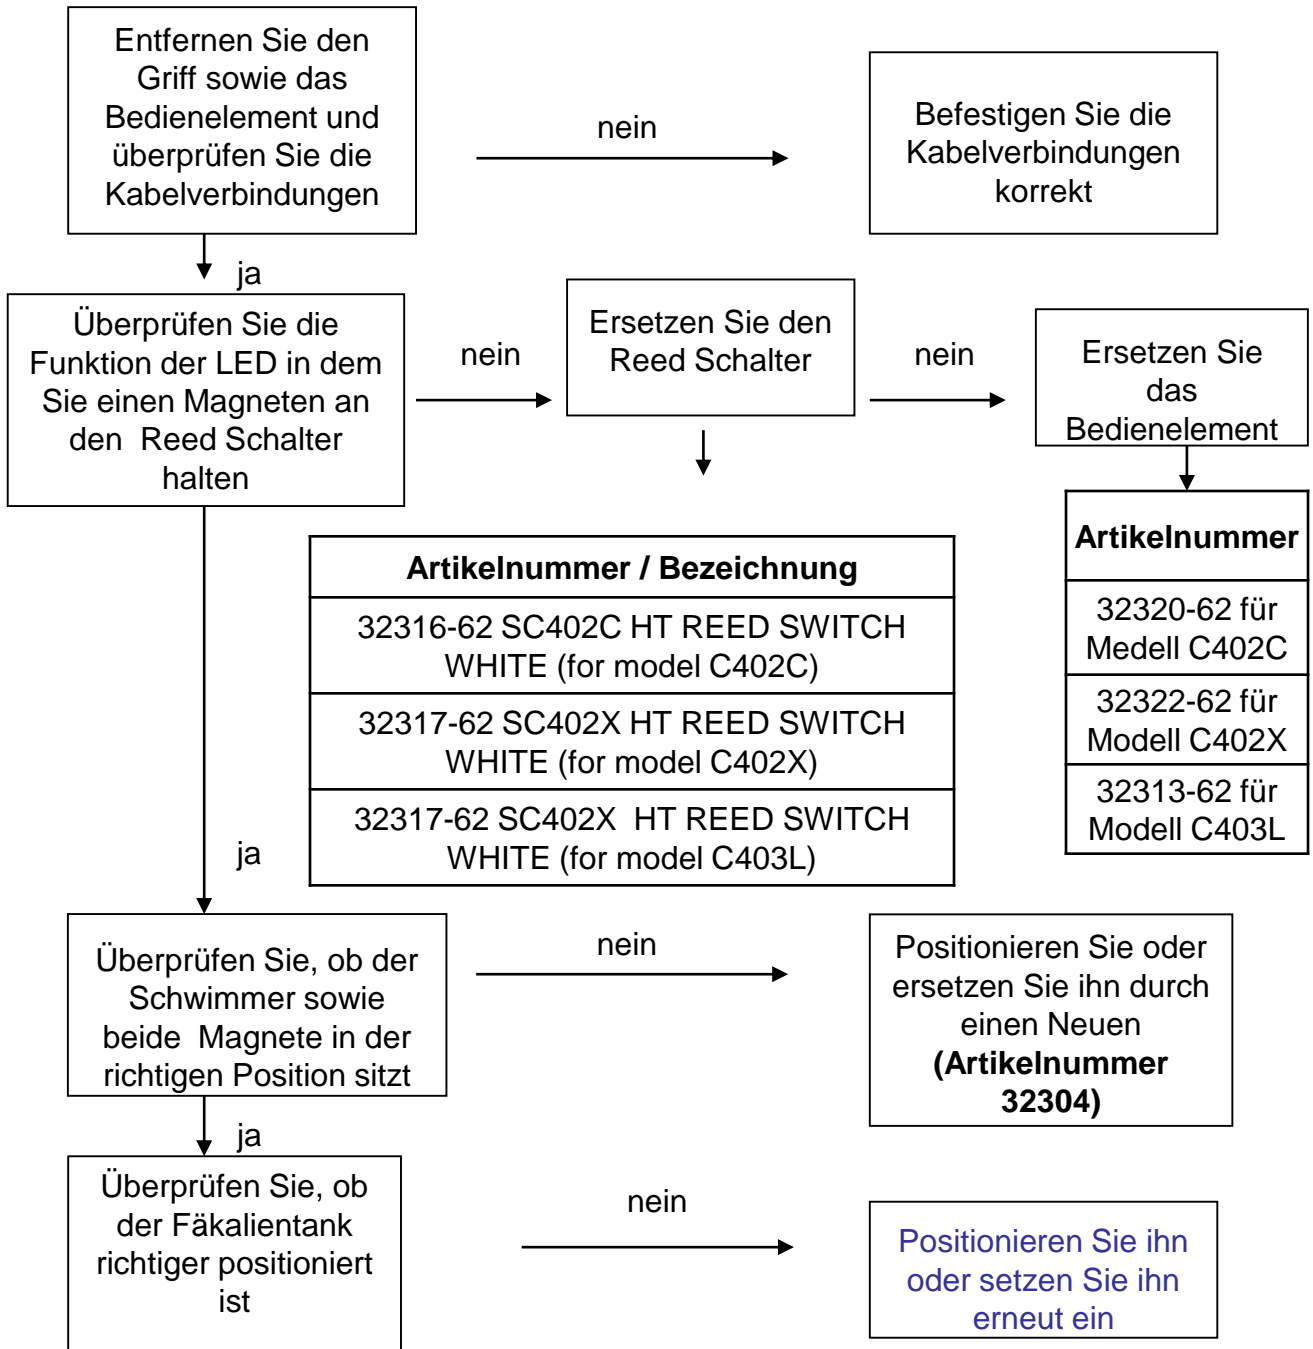 Entfernen Sie den
Griff sowie das
Bedienelement und
überprüfen Sie die
Kabelverbindungen
nein
Befestigen Sie die
Kabelverbindungen
korrekt
ja
Überprüfen Sie die
Funktion der LED in dem
Sie einen Magneten an
den Reed Schalter
halten
nein
Ersetzen Sie den
Reed Schalter
nein
Ersetzen Sie
das
Bedienelement
Artikelnummer / Bezeichnung
32316-62 SC402C HT REED SWITCH
WHITE (for model C402C)
32317-62 SC402X HT REED SWITCH
WHITE (for model C402X)
32317-62 SC402X HT REED SWITCH
WHITE (for model C403L)
Artikelnummer
32320-62 für
Medell C402C
32322-62 für
Modell C402X
32313-62 für
Modell C403L
ja
Überprüfen Sie, ob der
Schwimmer sowie
beide Magnete in der
richtigen Position sitzt
nein
Positionieren Sie oder
ersetzen Sie ihn durch
einen Neuen
(Artikelnummer
32304)
ja
Überprüfen Sie, ob
der Fäkalientank
richtiger positioniert
ist
nein
Positionieren Sie ihn
oder setzen Sie ihn
erneut ein